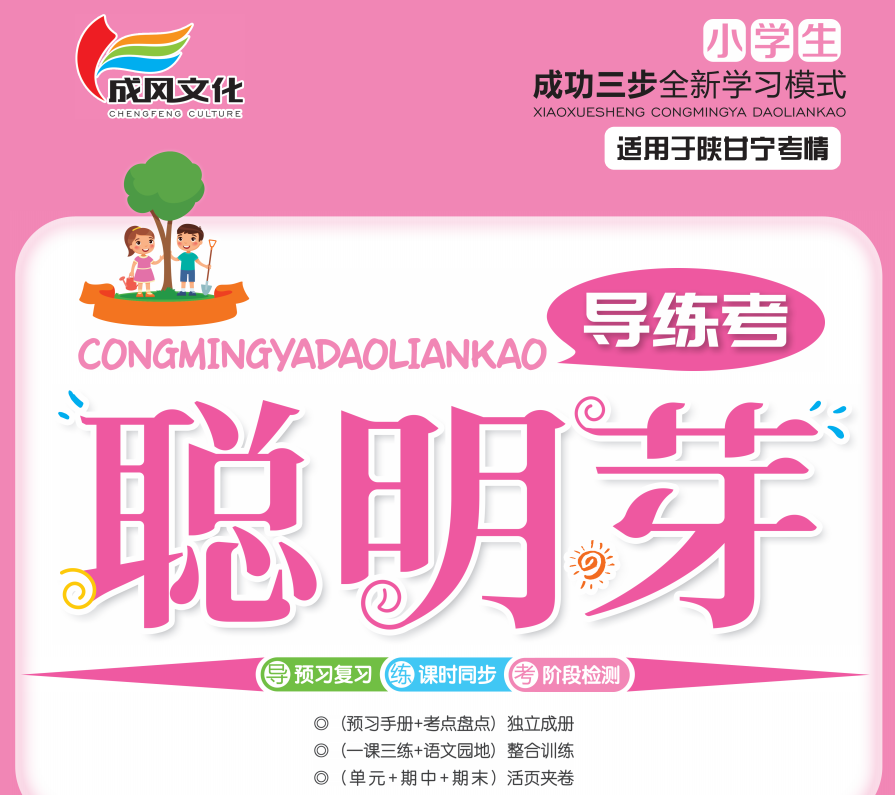 成风文化
CHENGFENG CULTURE
小学生
成功三步全新学习模式
XIAOXUESHENG CONGMINGYA DAOLIANKAO
适用于陕甘宁考情
导练考
CONGMINGYADAOLIANKAO
聪明芽
导 预习复习 练 课时同步 考 阶段检测
◎（预习手册+考点盘点）独立成册
◎（一课三练+语文园地）整合训练
◎（单元+期中+期末）活页夹卷